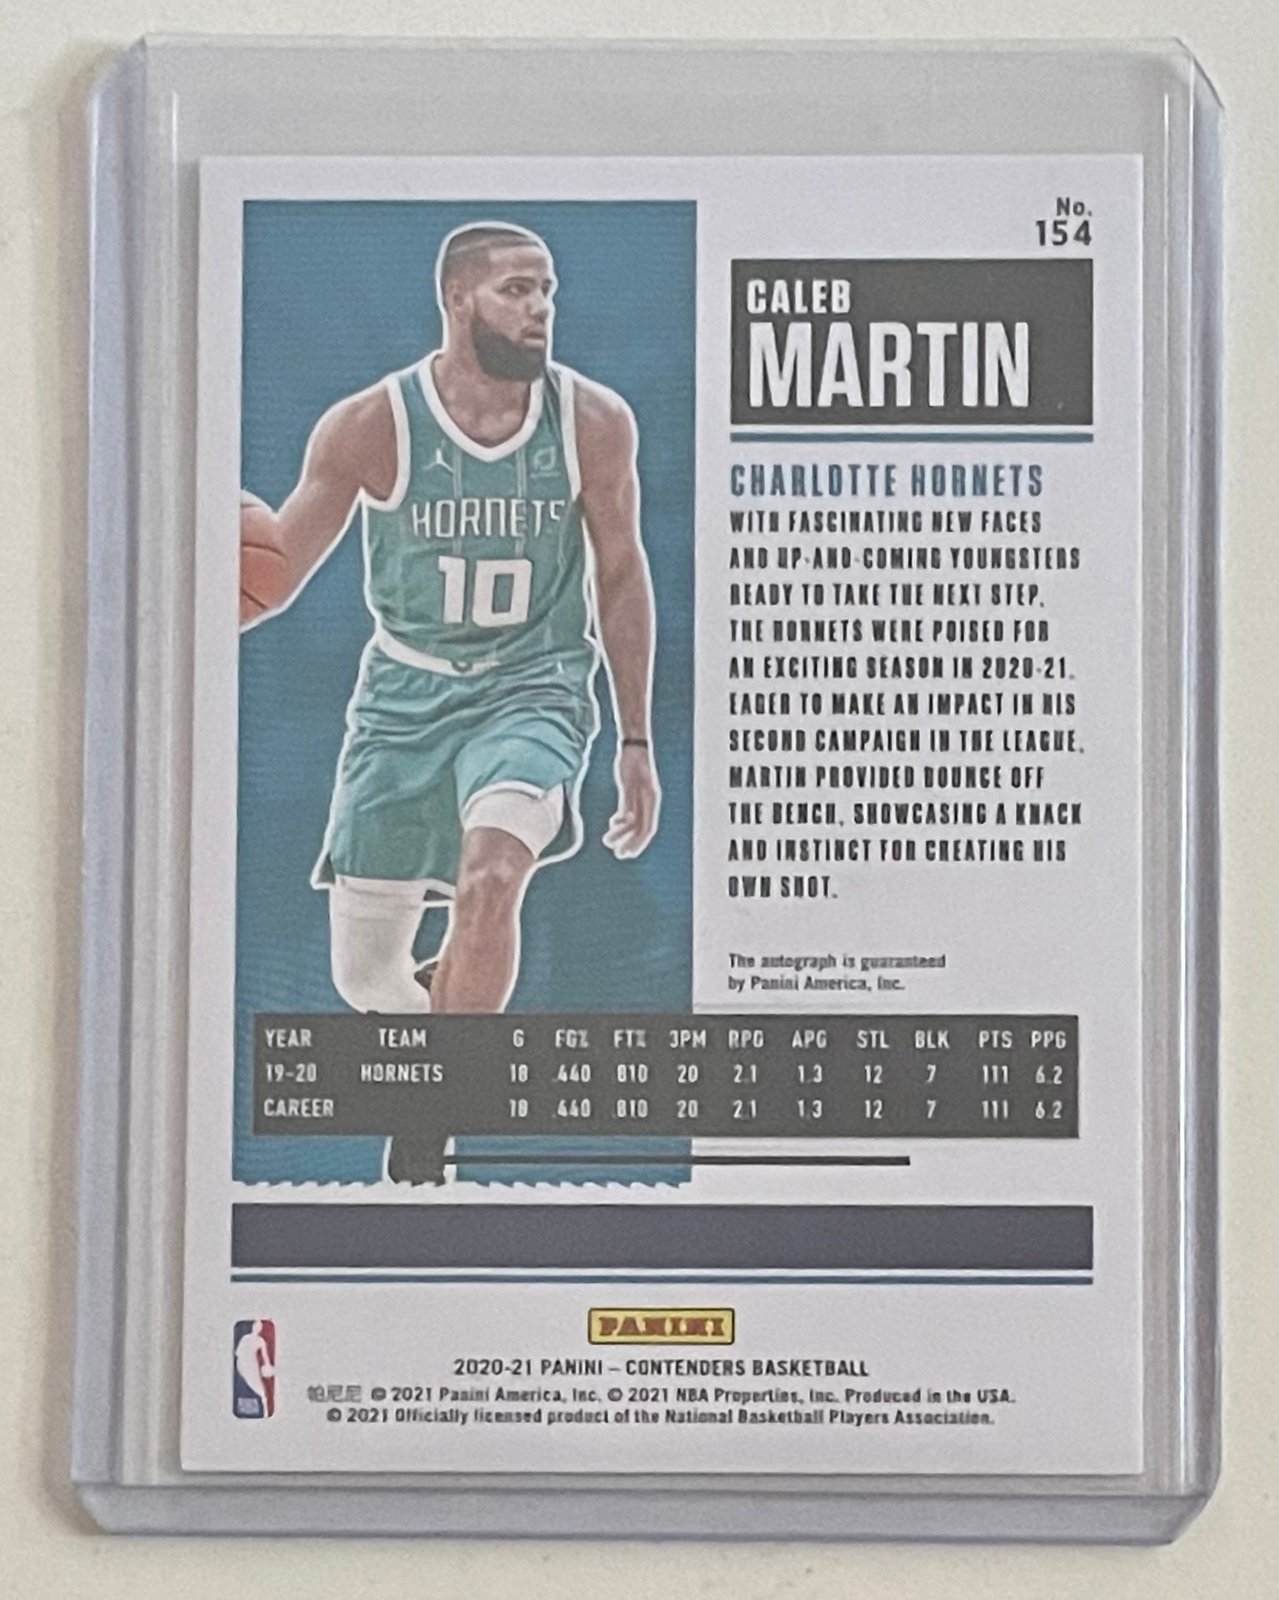 No.
154
CALEB
MARTIN
CHARLOTTE HORNETS
WITH FASCINATING NEW FACES
AND UP-AND-COMING YOUNGSTERS
READY TO TAKE THE NEXT STEP,
THE HORNETS WERE POISED FOR
AN EXCITING SEASON IN 2020-21.
EAGER TO MAKE AN IMPACT IN HIS
SECOND CAMPAIGN IN THE LEAGUE,
MARTIN PROVIDED BOUNCE OFF
THE BENCH, SHOWCASING A KNACK
AND INSTINCT FOR CREATING HIS
OWN SHOT.
HORNETS
10
The autograph is guaranteed
by Panini America, Inc.
YEAR TEAM G FG% FT% 3PM RPG APG STL BLK PTS PPG
19-20 HORNETS 18 .440 .810 20 2.1 1.3 12 7 111 6.2
CAREER 18 .440 .810 20 2.1 1.3 12 7 111 6.2
PANINI
2020-21 PANINI – CONTENDERS BASKETBALL
帕尼尼 © 2021 Panini America, Inc. © 2021 NBA Properties, Inc. Produced in the USA.
© 2021 Officially licensed product of the National Basketball Players Association.